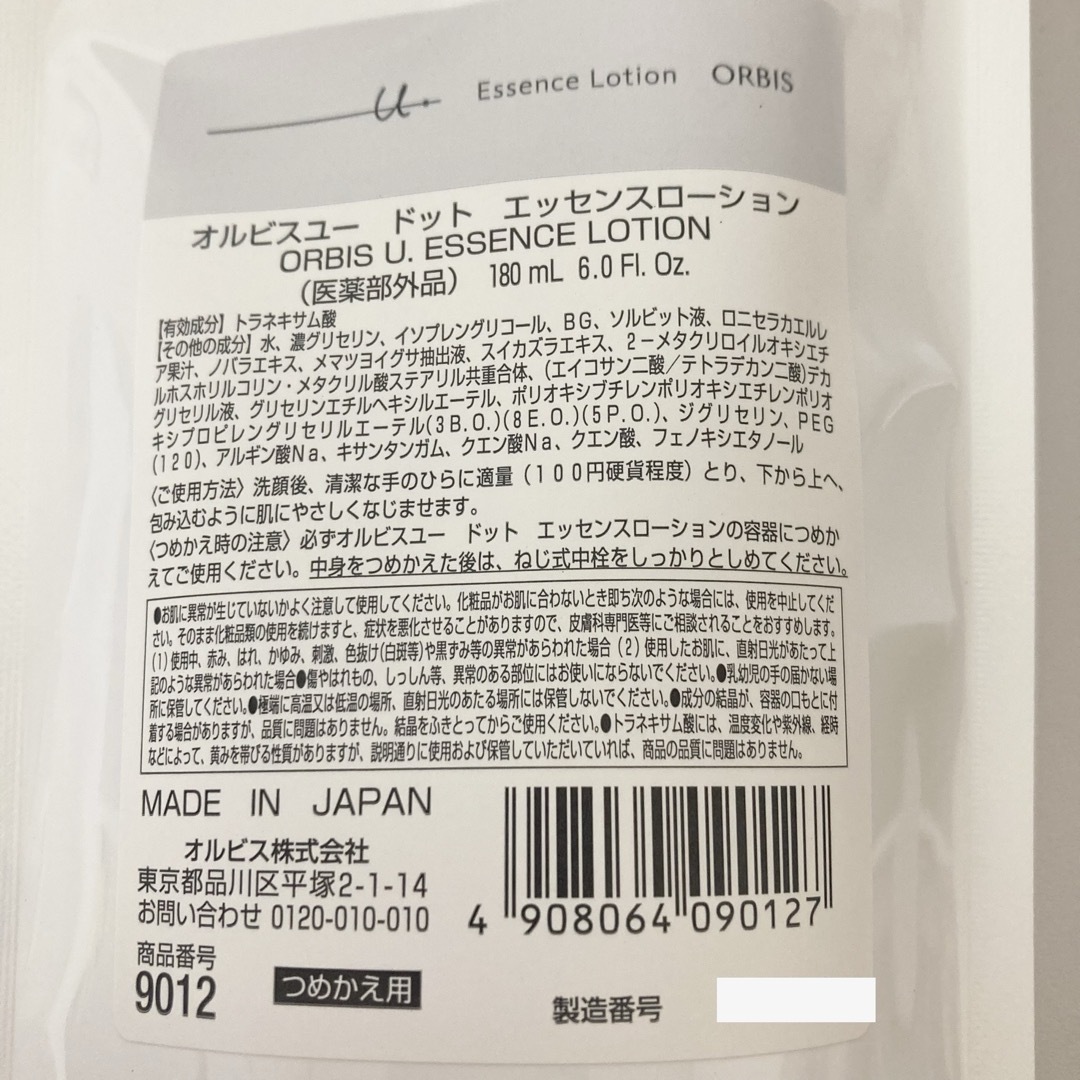 u. Essence Lotion ORBIS
オルビスユー ドット エッセンスローション
ORBIS U. ESSENCE LOTION
(医薬部外品) 180 mL 6.0 Fl. Oz.
【有効成分】トラネキサム酸
【その他の成分】水、濃グリセリン、イソプレングリコール、BG、ソルビット液、ロニセラカエルレ
ア果汁、ノバラエキス、メマツヨイグサ抽出液、スイカズラエキス、2-メタクリロイルオキシエチ
ルホスホリルコリン・メタクリル酸ステアリル共重合体、(エイコサン二酸/テトラデカン二酸)デカ
グリセリル液、グリセリンエチルヘキシルエーテル、ポリオキシブチレンポリオキシエチレンポリオ
キシプロピレングリセリルエーテル(3B.O.)(8E.O.)(5P.O.)、ジグリセリン、PEG
(120)、アルギン酸Na、キサンタンガム、クエン酸Na、クエン酸、フェノキシエタノール
〈ご使用方法〉洗顔後、清潔な手のひらに適量(100円硬貨程度)とり、下から上へ、
包み込むように肌にやさしくなじませます。
〈つめかえ時の注意〉必ずオルビスユー ドット エッセンスローションの容器につめか
えてご使用ください。中身をつめかえた後は、ねじ式中栓をしっかりとしめてください。
●お肌に異常が生じていないかよく注意して使用してください。化粧品がお肌に合わないとき即ち次のような場合には、使用を中止してくだ
さい。そのまま化粧品類の使用を続けますと、症状を悪化させることがありますので、皮膚科専門医等にご相談されることをおすすめします。
(1)使用中、赤み、はれ、かゆみ、刺激、色抜け(白斑等)や黒ずみ等の異常があらわれた場合(2)使用したお肌に、直射日光があたって上
記のような異常があらわれた場合●傷やはれもの、しっしん等、異常のある部位にはお使いにならないでください。●乳幼児の手の届かない場
所に保管してください。●極端に高温又は低温の場所、直射日光のあたる場所には保管しないでください。●成分の結晶が、容器の口もとに付
着する場合がありますが、品質に問題はありません。結晶をふきとってからご使用ください。●トラネキサム酸には、温度変化や紫外線、経時
などによって、黄みを帯びる性質がありますが、説明通りに使用および保管していただいていれば、商品の品質に問題はありません。
MADE IN JAPAN
オルビス株式会社
東京都品川区平塚2-1-14
お問い合わせ 0120-010-010
4 908064 090127
商品番号
9012
つめかえ用
製造番号